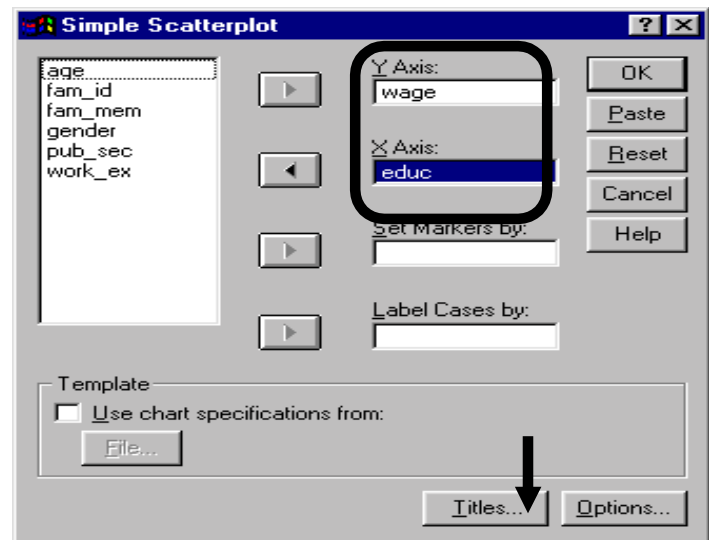 Simple Scatterplot
age
fam_id
fam_mem
gender
pub_sec
work_ex
Y Axis:
wage
X Axis:
educ
Set Markers by:
Label Cases by:
OK
Paste
Reset
Cancel
Help
Template
Use chart specifications from:
File...
Titles...
Options...